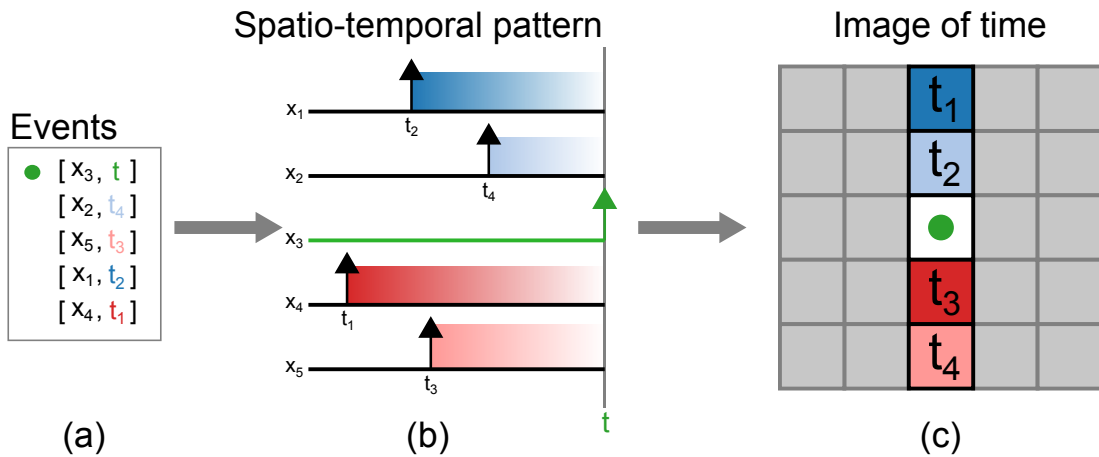 Spatio-temporal pattern
Image of time
Events
[ x3, t ]
[ x2, t4 ]
[ x5, t3 ]
[ x1, t2 ]
[ x4, t1 ]
x1
t2
x2
t4
x3
x4
t1
x5
t3
t
t1
t2
t3
t4
(a)
(b)
(c)